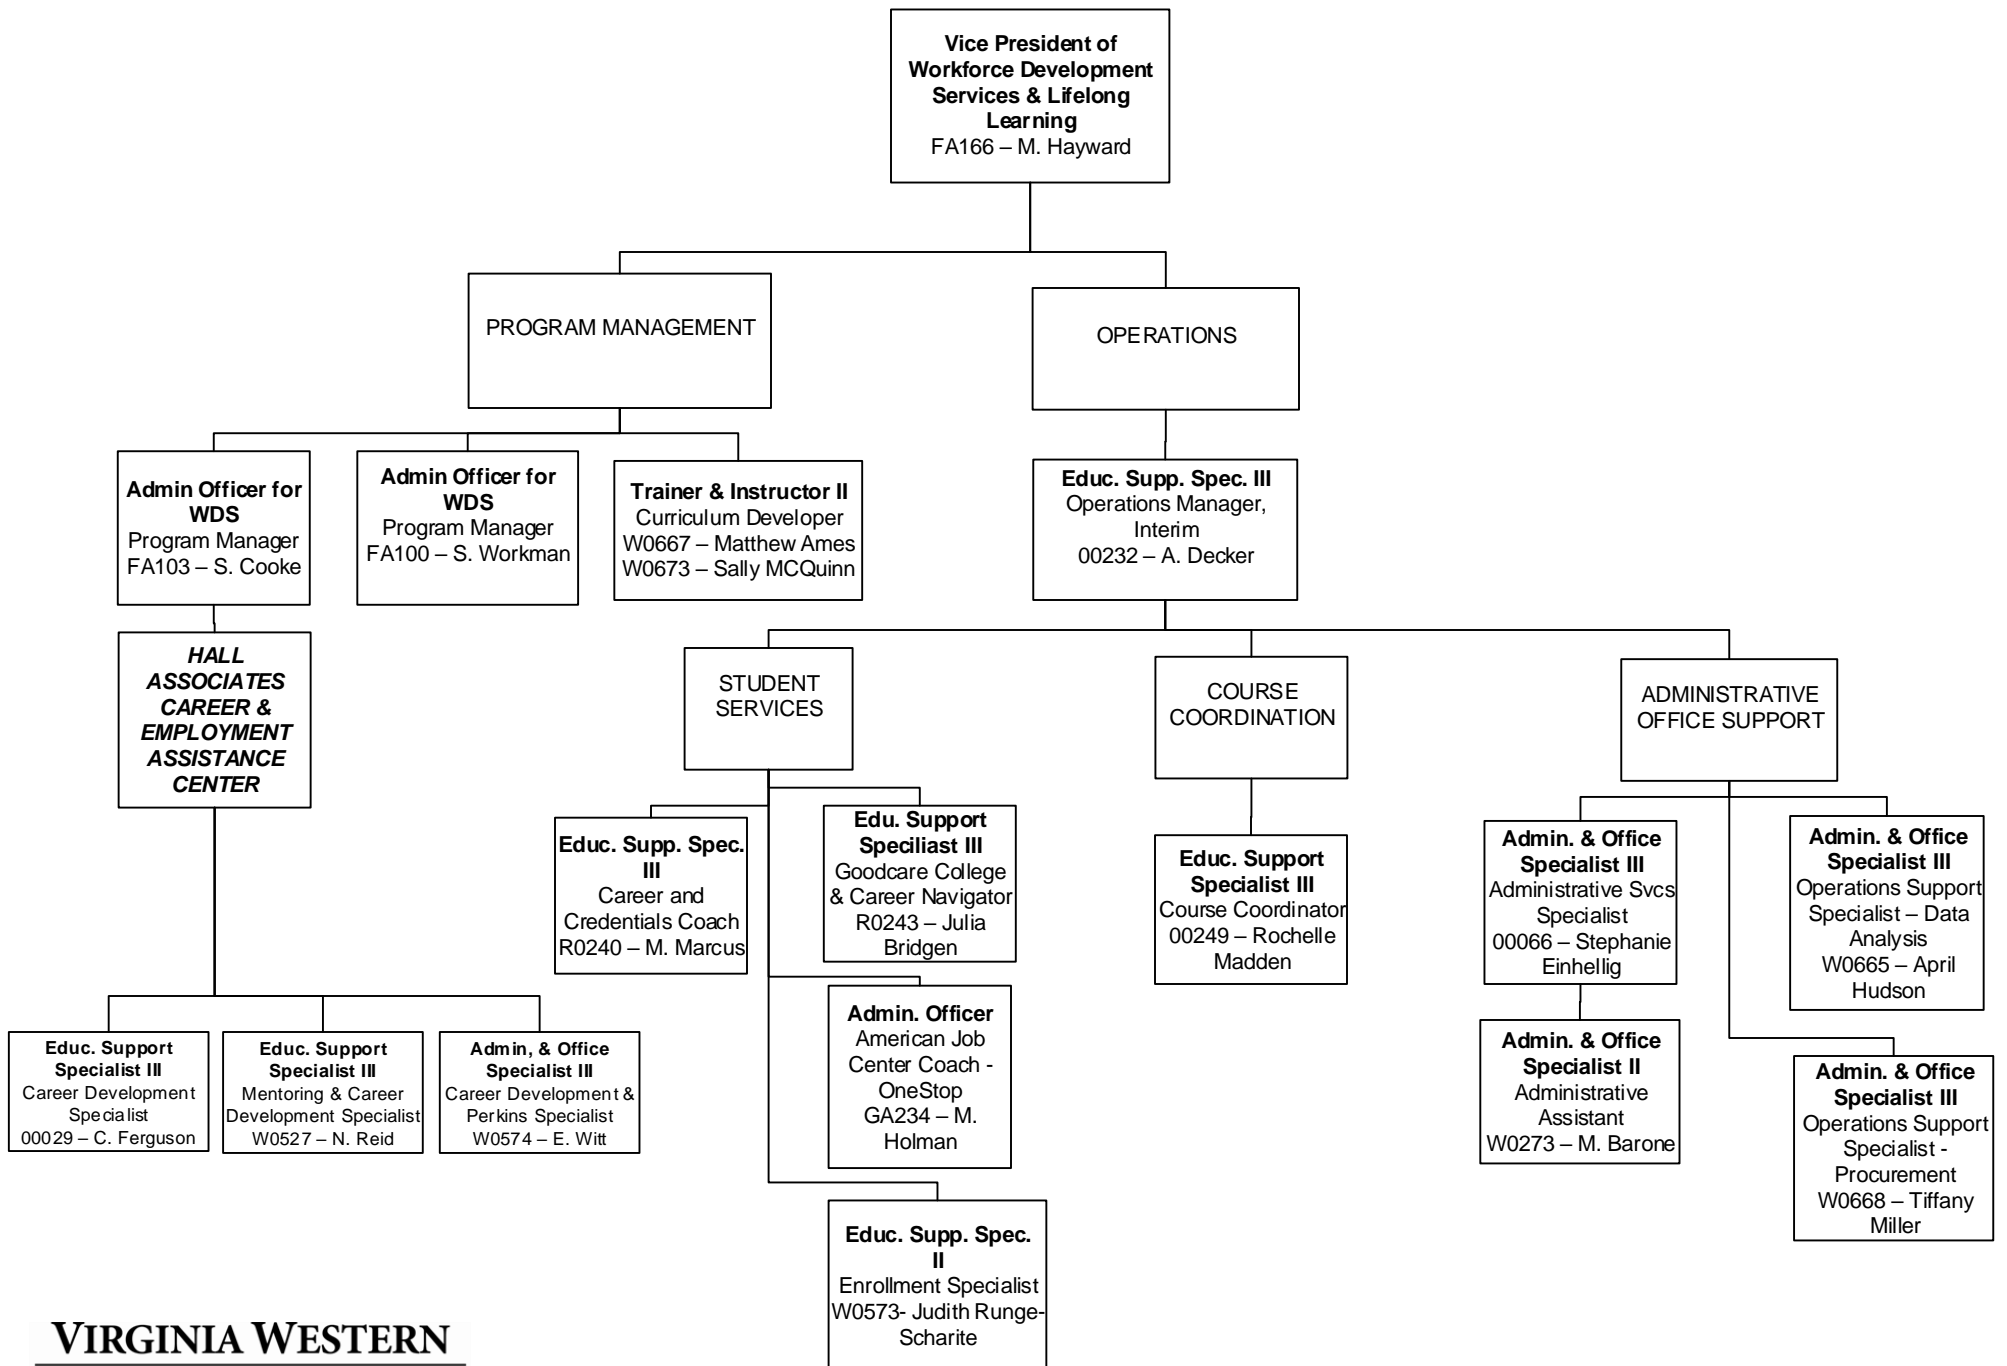 Vice President of
Workforce Development
Services & Lifelong
Learning
FA166 – M. Hayward
PROGRAM MANAGEMENT
OPERATIONS
Admin Officer for
WDS
Program Manager
FA103 – S. Cooke
Admin Officer for
WDS
Program Manager
FA100 – S. Workman
Trainer & Instructor II
Curriculum Developer
W0667 – Matthew Ames
W0673 – Sally MCQuinn
Educ. Supp. Spec. III
Operations Manager,
Interim
00232 – A. Decker
HALL
ASSOCIATES
CAREER &
EMPLOYMENT
ASSISTANCE
CENTER
STUDENT
SERVICES
COURSE
COORDINATION
ADMINISTRATIVE
OFFICE SUPPORT
Educ. Supp. Spec.
III
Career and
Credentials Coach
R0240 – M. Marcus
Edu. Support
Speciliast III
Goodcare College
& Career Navigator
R0243 – Julia
Bridgen
Educ. Support
Specialist III
Course Coordinator
00249 – Rochelle
Madden
Admin. & Office
Specialist III
Administrative Svcs
Specialist
00066 – Stephanie
Einhellig
Admin. & Office
Specialist III
Operations Support
Specialist – Data
Analysis
W0665 – April
Hudson
Educ. Support
Specialist III
Career Development
Specialist
00029 – C. Ferguson
Educ. Support
Specialist III
Mentoring & Career
Development Specialist
W0527 – N. Reid
Admin, & Office
Specialist III
Career Development &
Perkins Specialist
W0574 – E. Witt
Admin. Officer
American Job
Center Coach -
OneStop
GA234 – M.
Holman
Admin. & Office
Specialist II
Administrative
Assistant
W0273 – M. Barone
Admin. & Office
Specialist III
Operations Support
Specialist -
Procurement
W0668 – Tiffany
Miller
Educ. Supp. Spec.
II
Enrollment Specialist
W0573- Judith Runge-
Scharite
VIRGINIA WESTERN